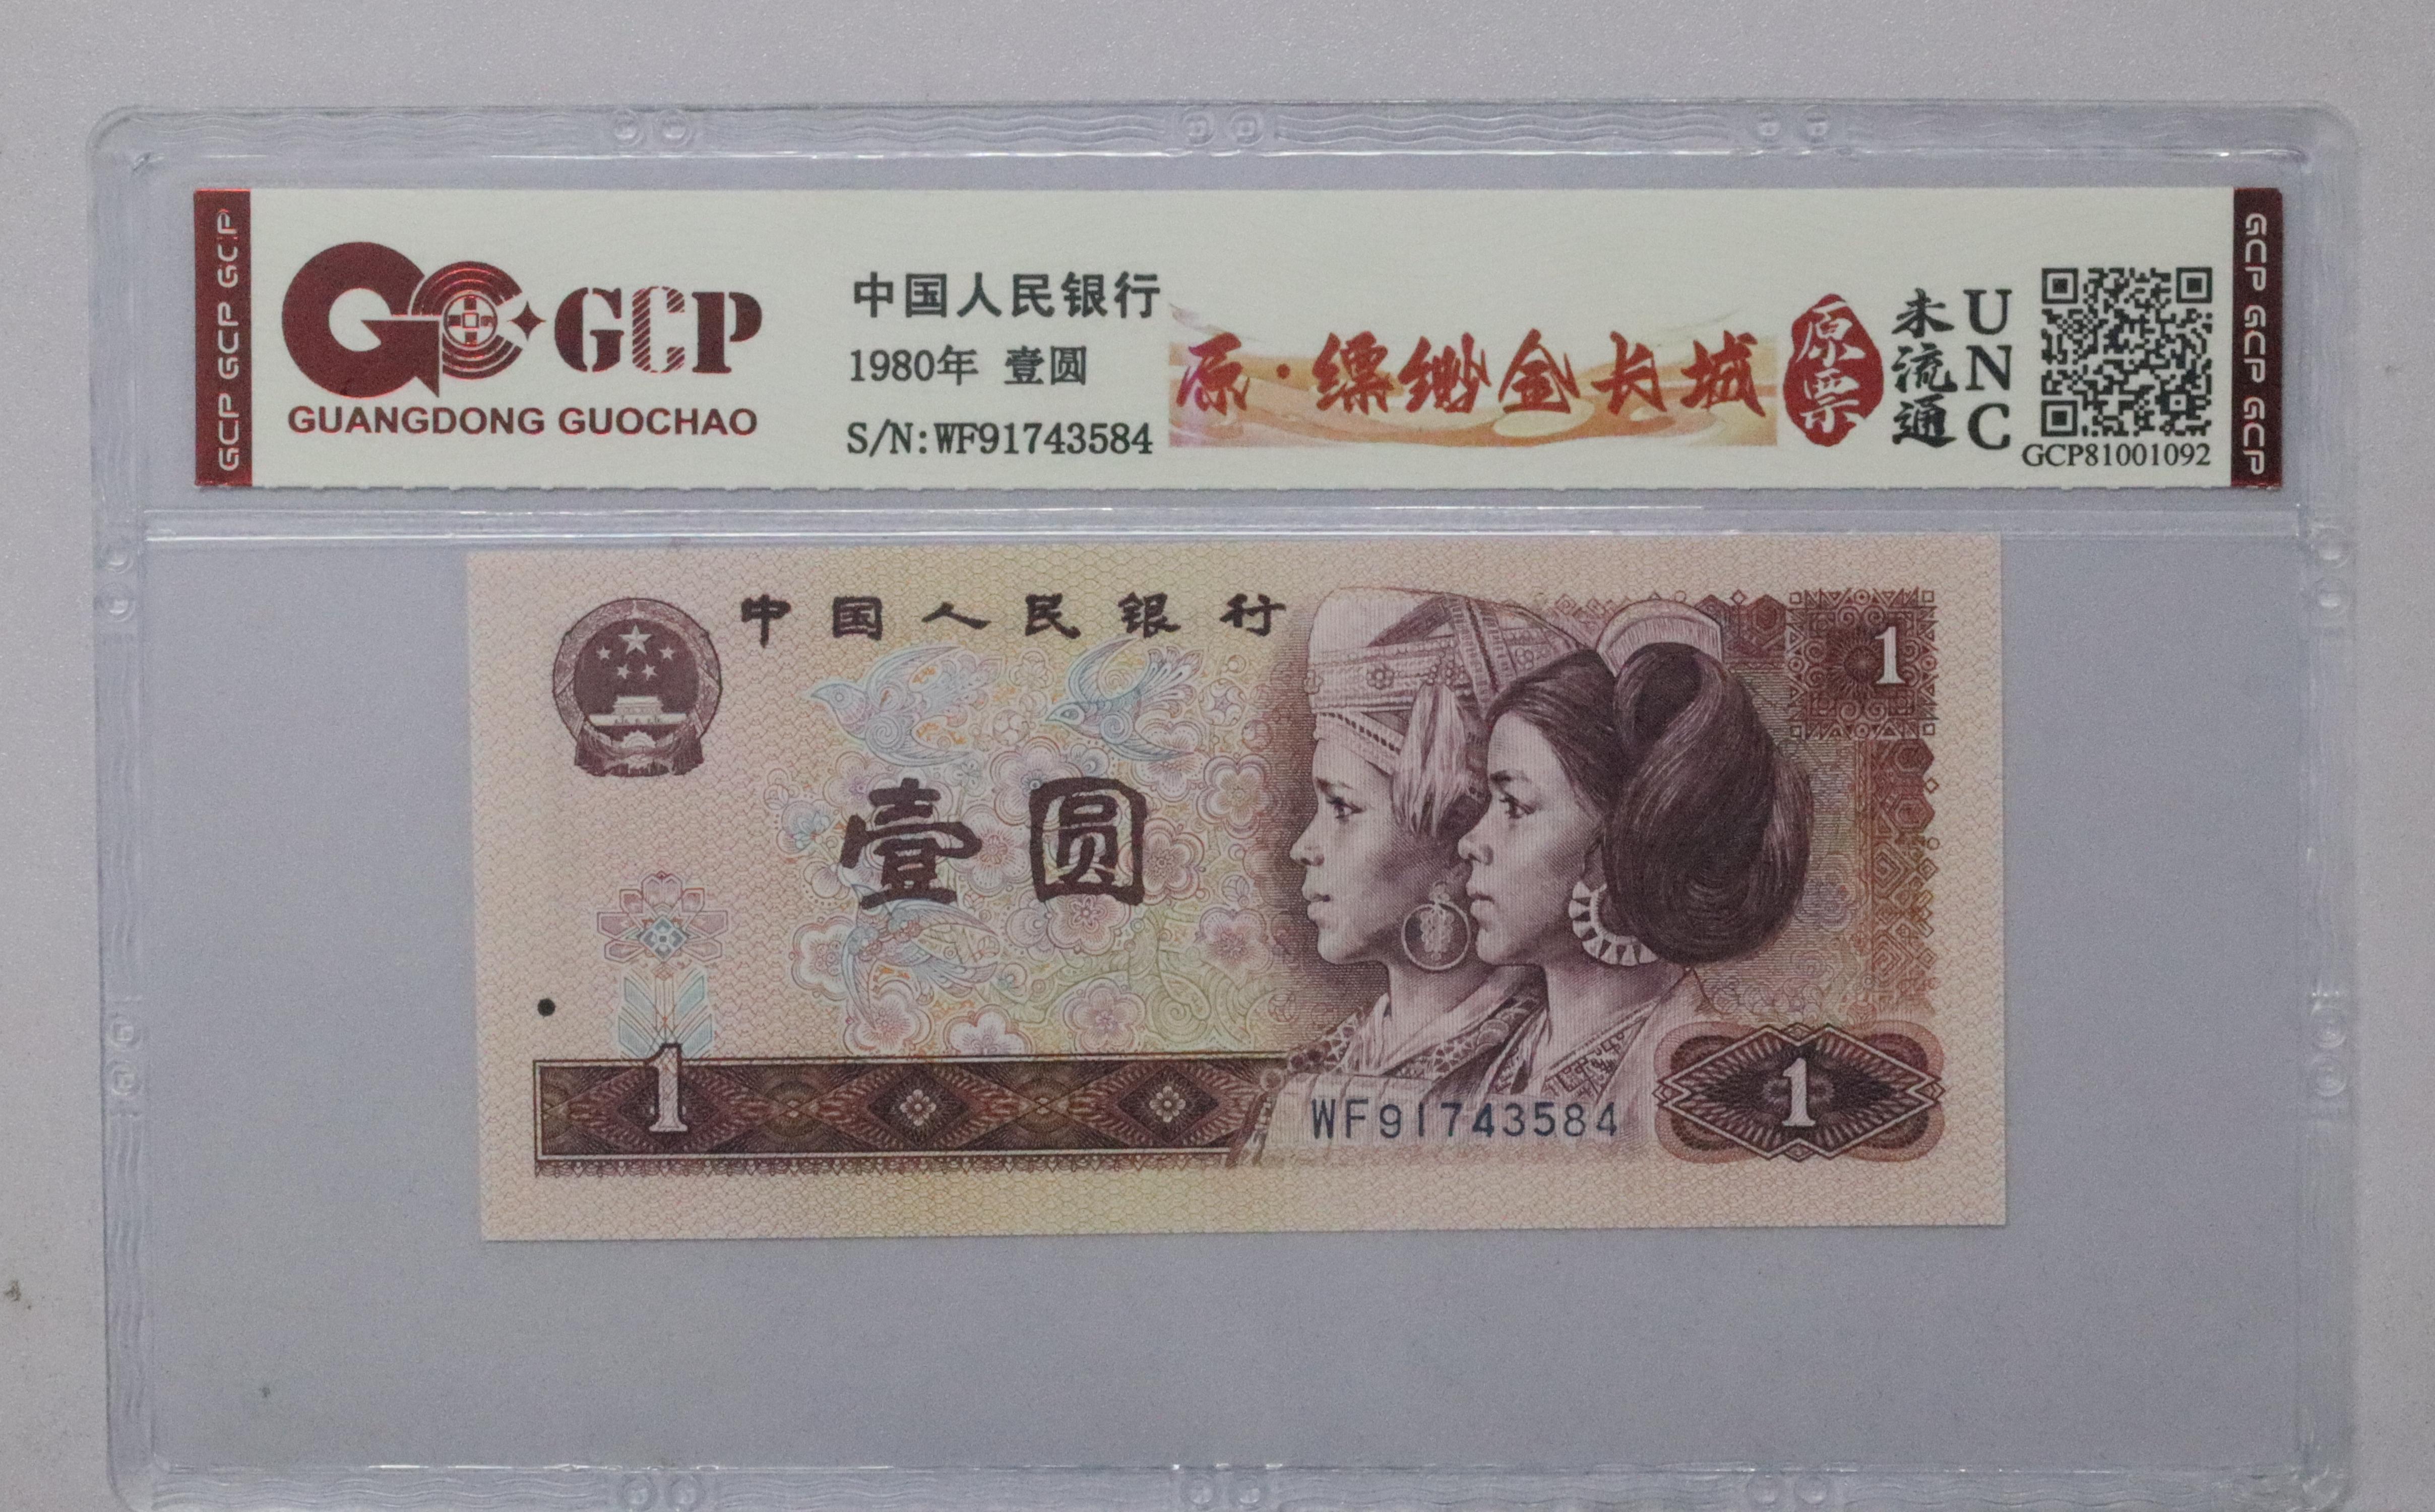 GCP GCP GCP
GCP
GUANGDONG GUOCHAO
中国人民银行
1980年 壹圆
S/N:WF91743584
原·缥缈金长城
原票
未流通
UNC
GCP81001092
GCP GCP GCP
中国人民银行
1
壹圆
1
WF91743584
1